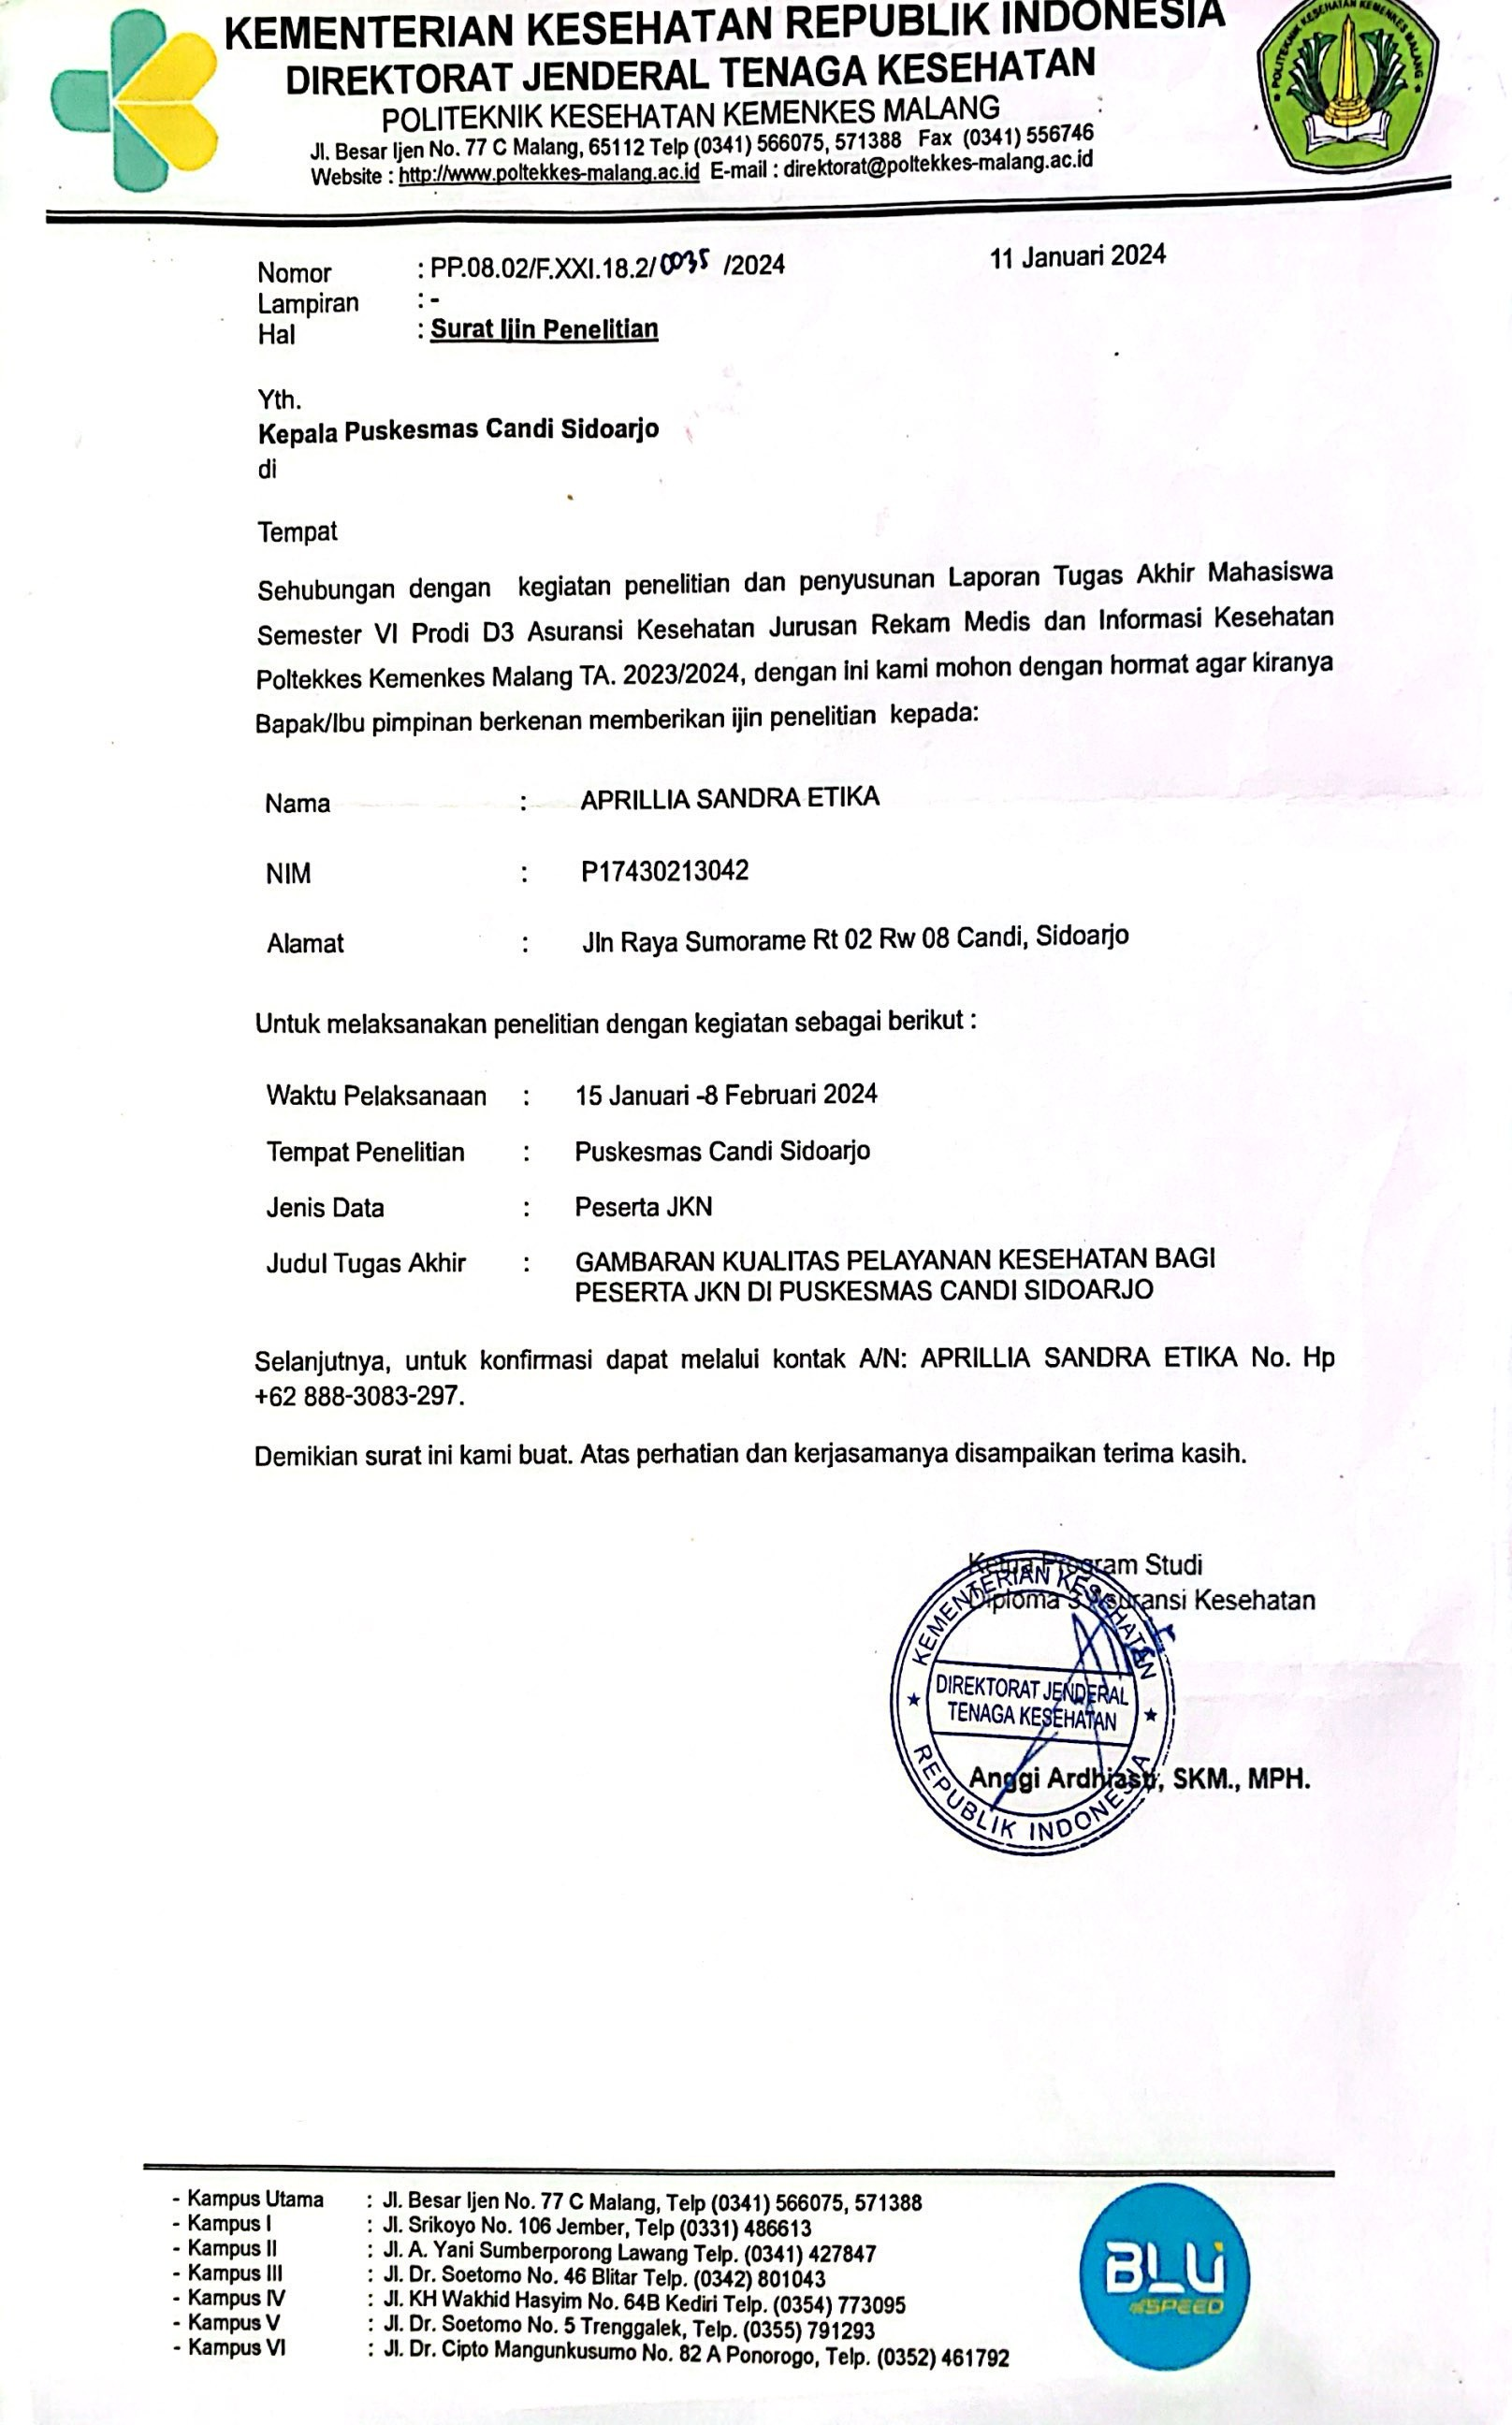 KEMENTERIAN KESEHATAN REPUBLIK INDONESIA
DIREKTORAT JENDERAL TENAGA KESEHATAN
POLITEKNIK KESEHATAN KEMENKES MALANG
Jl. Besar Ijen No. 77 C Malang, 65112 Telp (0341) 566075, 571388 Fax (0341) 556746
Website : http://www.poltekkes-malang.ac.id E-mail : direktorat@poltekkes-malang.ac.id
POLITEKNIK KESEHATAN KEMENKES MALANG
Nomor : PP.08.02/F.XXI.18.2/0035 /2024 11 Januari 2024
Lampiran : -
Hal : Surat Ijin Penelitian
Yth.
Kepala Puskesmas Candi Sidoarjo
di
Tempat
Sehubungan dengan kegiatan penelitian dan penyusunan Laporan Tugas Akhir Mahasiswa
Semester VI Prodi D3 Asuransi Kesehatan Jurusan Rekam Medis dan Informasi Kesehatan
Poltekkes Kemenkes Malang TA. 2023/2024, dengan ini kami mohon dengan hormat agar kiranya
Bapak/Ibu pimpinan berkenan memberikan ijin penelitian kepada:
Nama : APRILLIA SANDRA ETIKA
NIM : P17430213042
Alamat : Jln Raya Sumorame Rt 02 Rw 08 Candi, Sidoarjo
Untuk melaksanakan penelitian dengan kegiatan sebagai berikut :
Waktu Pelaksanaan : 15 Januari -8 Februari 2024
Tempat Penelitian : Puskesmas Candi Sidoarjo
Jenis Data : Peserta JKN
Judul Tugas Akhir : GAMBARAN KUALITAS PELAYANAN KESEHATAN BAGI
PESERTA JKN DI PUSKESMAS CANDI SIDOARJO
Selanjutnya, untuk konfirmasi dapat melalui kontak A/N: APRILLIA SANDRA ETIKA No. Hp
+62 888-3083-297.
Demikian surat ini kami buat. Atas perhatian dan kerjasamanya disampaikan terima kasih.
Ketua Program Studi
Diploma 3 Asuransi Kesehatan
KEMENTERIAN KESEHATAN
DIREKTORAT JENDERAL
TENAGA KESEHATAN
REPUBLIK INDONESIA
Anggi Ardhiasti, SKM., MPH.
- Kampus Utama : Jl. Besar Ijen No. 77 C Malang, Telp (0341) 566075, 571388
- Kampus I : Jl. Srikoyo No. 106 Jember, Telp (0331) 486613
- Kampus II : Jl. A. Yani Sumberporong Lawang Telp. (0341) 427847
- Kampus III : Jl. Dr. Soetomo No. 46 Blitar Telp. (0342) 801043
- Kampus IV : Jl. KH Wakhid Hasyim No. 64B Kediri Telp. (0354) 773095
- Kampus V : Jl. Dr. Soetomo No. 5 Trenggalek, Telp. (0355) 791293
- Kampus VI : Jl. Dr. Cipto Mangunkusumo No. 82 A Ponorogo, Telp. (0352) 461792
BLU
SPEED